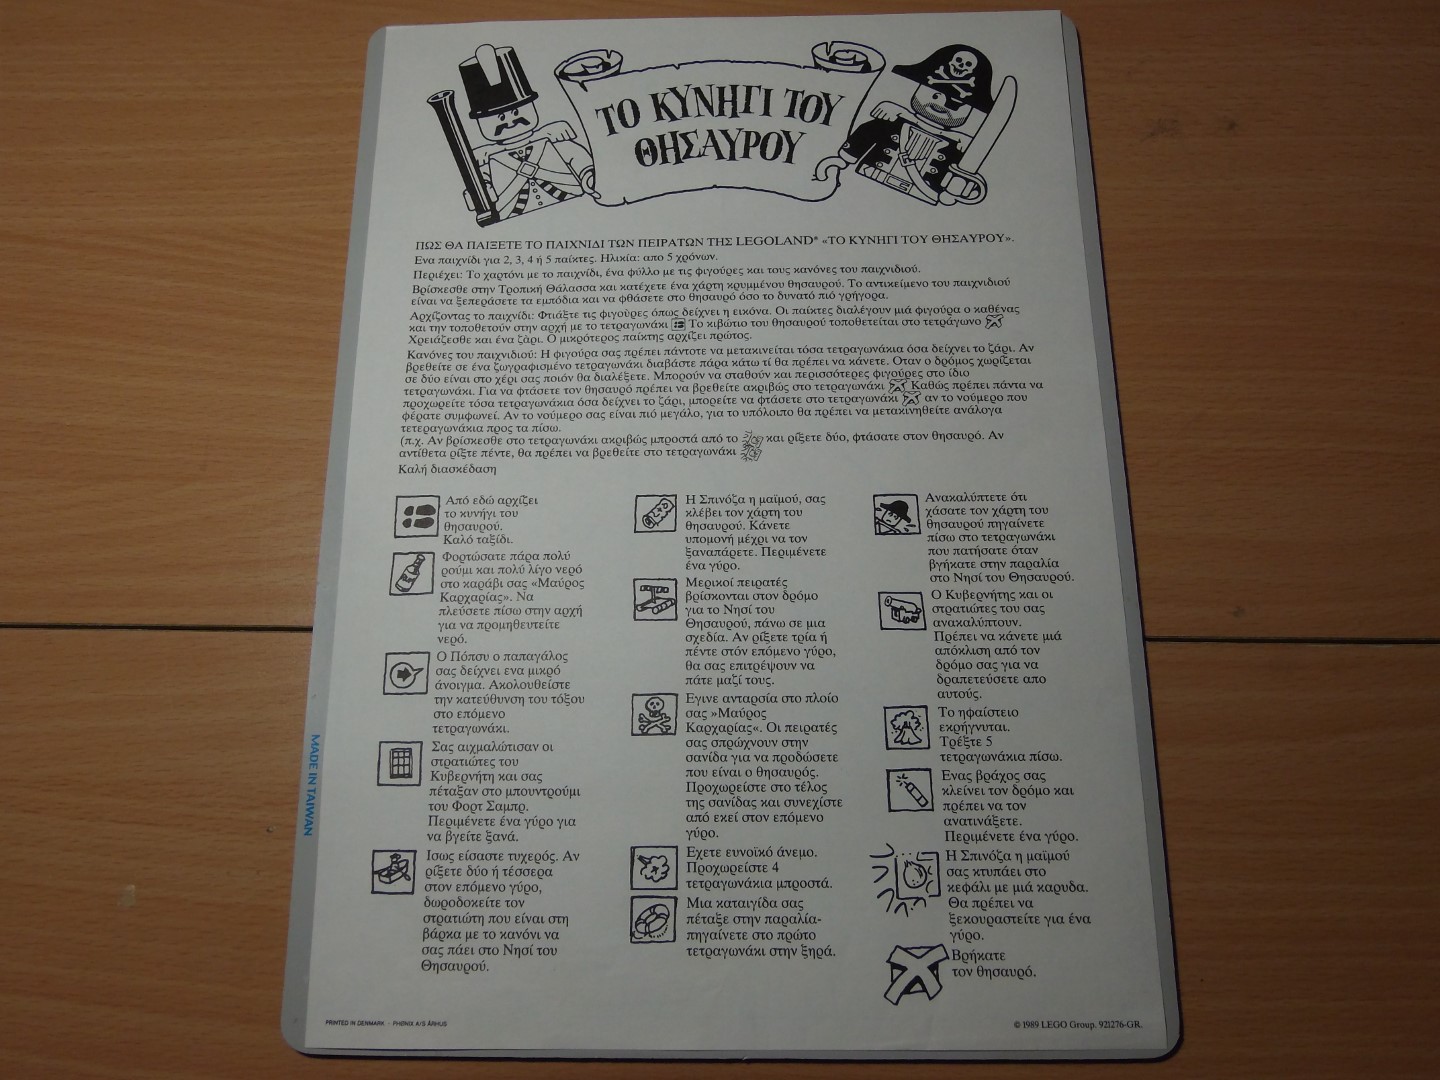 ΤΟ ΚΥΝΗΓΙ ΤΟΥ
ΘΗΣΑΥΡΟΥ
ΠΩΣ ΘΑ ΠΑΙΞΕΤΕ ΤΟ ΠΑΙΧΝΙΔΙ ΤΩΝ ΠΕΙΡΑΤΩΝ ΤΗΣ LEGOLAND® «ΤΟ ΚΥΝΗΓΙ ΤΟΥ ΘΗΣΑΥΡΟΥ».
Ενα παιχνίδι για 2, 3, 4 ή 5 παίκτες. Ηλικία: απο 5 χρόνων.
Περιέχει: Το χαρτόνι με το παιχνίδι, ένα φύλλο με τις φιγούρες και τους κανόνες του παιχνιδιού.
Βρίσκεσθε στην Τροπική Θάλασσα και κατέχετε ένα χάρτη κρυμμένου θησαυρού. Το αντικείμενο του παιχνιδιού
είναι να ξεπεράσετε τα εμπόδια και να φθάσετε στο θησαυρό όσο το δυνατό πιό γρήγορα.
Αρχίζοντας το παιχνίδι: Φτιάξτε τις φιγούρες όπως δείχνει η εικόνα. Οι παίκτες διαλέγουν μιά φιγούρα ο καθένας
και την τοποθετούν στην αρχή με το τετραγωνάκι Το κιβώτιο του θησαυρού τοποθετείται στο τετράγωνο
Χρειάζεσθε και ένα ζάρι. Ο μικρότερος παίκτης αρχίζει πρώτος.
Κανόνες του παιχνιδιού: Η φιγούρα σας πρέπει πάντοτε να μετακινείται τόσα τετραγωνάκια όσα δείχνει το ζάρι. Αν
βρεθείτε σε ένα ζωγραφισμένο τετραγωνάκι διαβάστε πάρα κάτω τί θα πρέπει να κάνετε. Οταν ο δρόμος χωρίζεται
σε δύο είναι στο χέρι σας ποιόν θα διαλέξετε. Μπορούν να σταθούν και περισσότερες φιγούρες στο ίδιο
τετραγωνάκι. Για να φτάσετε τον θησαυρό πρέπει να βρεθείτε ακριβώς στο τετραγωνάκι Καθώς πρέπει πάντα να
προχωρείτε τόσα τετραγωνάκια όσα δείχνει το ζάρι, μπορείτε να φτάσετε στο τετραγωνάκι αν το νούμερο που
φέρατε συμφωνεί. Αν το νούμερο σας είναι πιό μεγάλο, για το υπόλοιπο θα πρέπει να μετακινηθείτε ανάλογα
τετεραγωνάκια προς τα πίσω.
(π.χ. Αν βρίσκεσθε στο τετραγωνάκι ακριβώς μπροστά από το και ρίξετε δύο, φτάσατε στον θησαυρό. Αν
αντίθετα ρίξτε πέντε, θα πρέπει να βρεθείτε στο τετραγωνάκι
Καλή διασκέδαση
Από εδώ αρχίζει
το κυνήγι του
θησαυρού.
Καλό ταξίδι.
Φορτώσατε πάρα πολύ
ρούμι και πολύ λίγο νερό
στο καράβι σας «Μαύρος
Καρχαρίας». Να
πλεύσετε πίσω στην αρχή
για να προμηθευτείτε
νερό.
Ο Πόπσυ ο παπαγάλος
σας δείχνει ενα μικρό
άνοιγμα. Ακολουθείστε
την κατεύθυνση του τόξου
στο επόμενο
τετραγωνάκι.
Σας αιχμαλώτισαν οι
στρατιώτες του
Κυβερνήτη και σας
πέταξαν στο μπουντρούμι
του Φορτ Σαμπρ.
Περιμένετε ένα γύρο για
να βγείτε ξανά.
Ισως είσαστε τυχερός. Αν
ρίξετε δύο ή τέσσερα
στον επόμενο γύρο,
δωροδοκείτε τον
στρατιώτη που είναι στη
βάρκα με το κανόνι να
σας πάει στο Νησί του
Θησαυρού.
Η Σπινόζα η μαϊμού, σας
κλέβει τον χάρτη του
θησαυρού. Κάνετε
υπομονή μέχρι να τον
ξαναπάρετε. Περιμένετε
ένα γύρο.
Μερικοί πειρατές
βρίσκονται στον δρόμο
για το Νησί του
Θησαυρού, πάνω σε μια
σχεδία. Αν ρίξετε τρία ή
πέντε στόν επόμενο γύρο,
θα σας επιτρέψουν να
πάτε μαζί τους.
Εγινε ανταρσία στο πλοίο
σας »Μαύρος
Καρχαρίας«. Οι πειρατές
σας σπρώχνουν στην
σανίδα για να προδώσετε
που είναι ο θησαυρός.
Προχωρείστε στο τέλος
της σανίδας και συνεχίστε
από εκεί στον επόμενο
γύρο.
Εχετε ευνοϊκό άνεμο.
Προχωρείστε 4
τετραγωνάκια μπροστά.
Μια καταιγίδα σας
πέταξε στην παραλία-
πηγαίνετε στο πρώτο
τετραγωνάκι στην ξηρά.
Ανακαλύπτετε ότι
χάσατε τον χάρτη του
θησαυρού πηγαίνετε
πίσω στο τετραγωνάκι
που πατήσατε όταν
βγήκατε στην παραλία
στο Νησί του Θησαυρού.
Ο Κυβερνήτης και οι
στρατιώτες του σας
ανακαλύπτουν.
Πρέπει να κάνετε μιά
απόκλιση από τον
δρόμο σας για να
δραπετεύσετε απο
αυτούς.
Το ηφαίστειο
εκρήγνυται.
Τρέξτε 5
τετραγωνάκια πίσω.
Ενας βράχος σας
κλείνει τον δρόμο και
πρέπει να τον
ανατινάξετε.
Περιμένετε ένα γύρο.
Η Σπινόζα η μαϊμού
σας κτυπάει στο
κεφάλι με μιά καρυδα.
Θα πρέπει να
ξεκουραστείτε για ένα
γύρο.
Βρήκατε
τον θησαυρό.
MADE IN TAIWAN
PRINTED IN DENMARK - PHØNIX A/S ÅRHUS
© 1989 LEGO Group. 921276-GR.